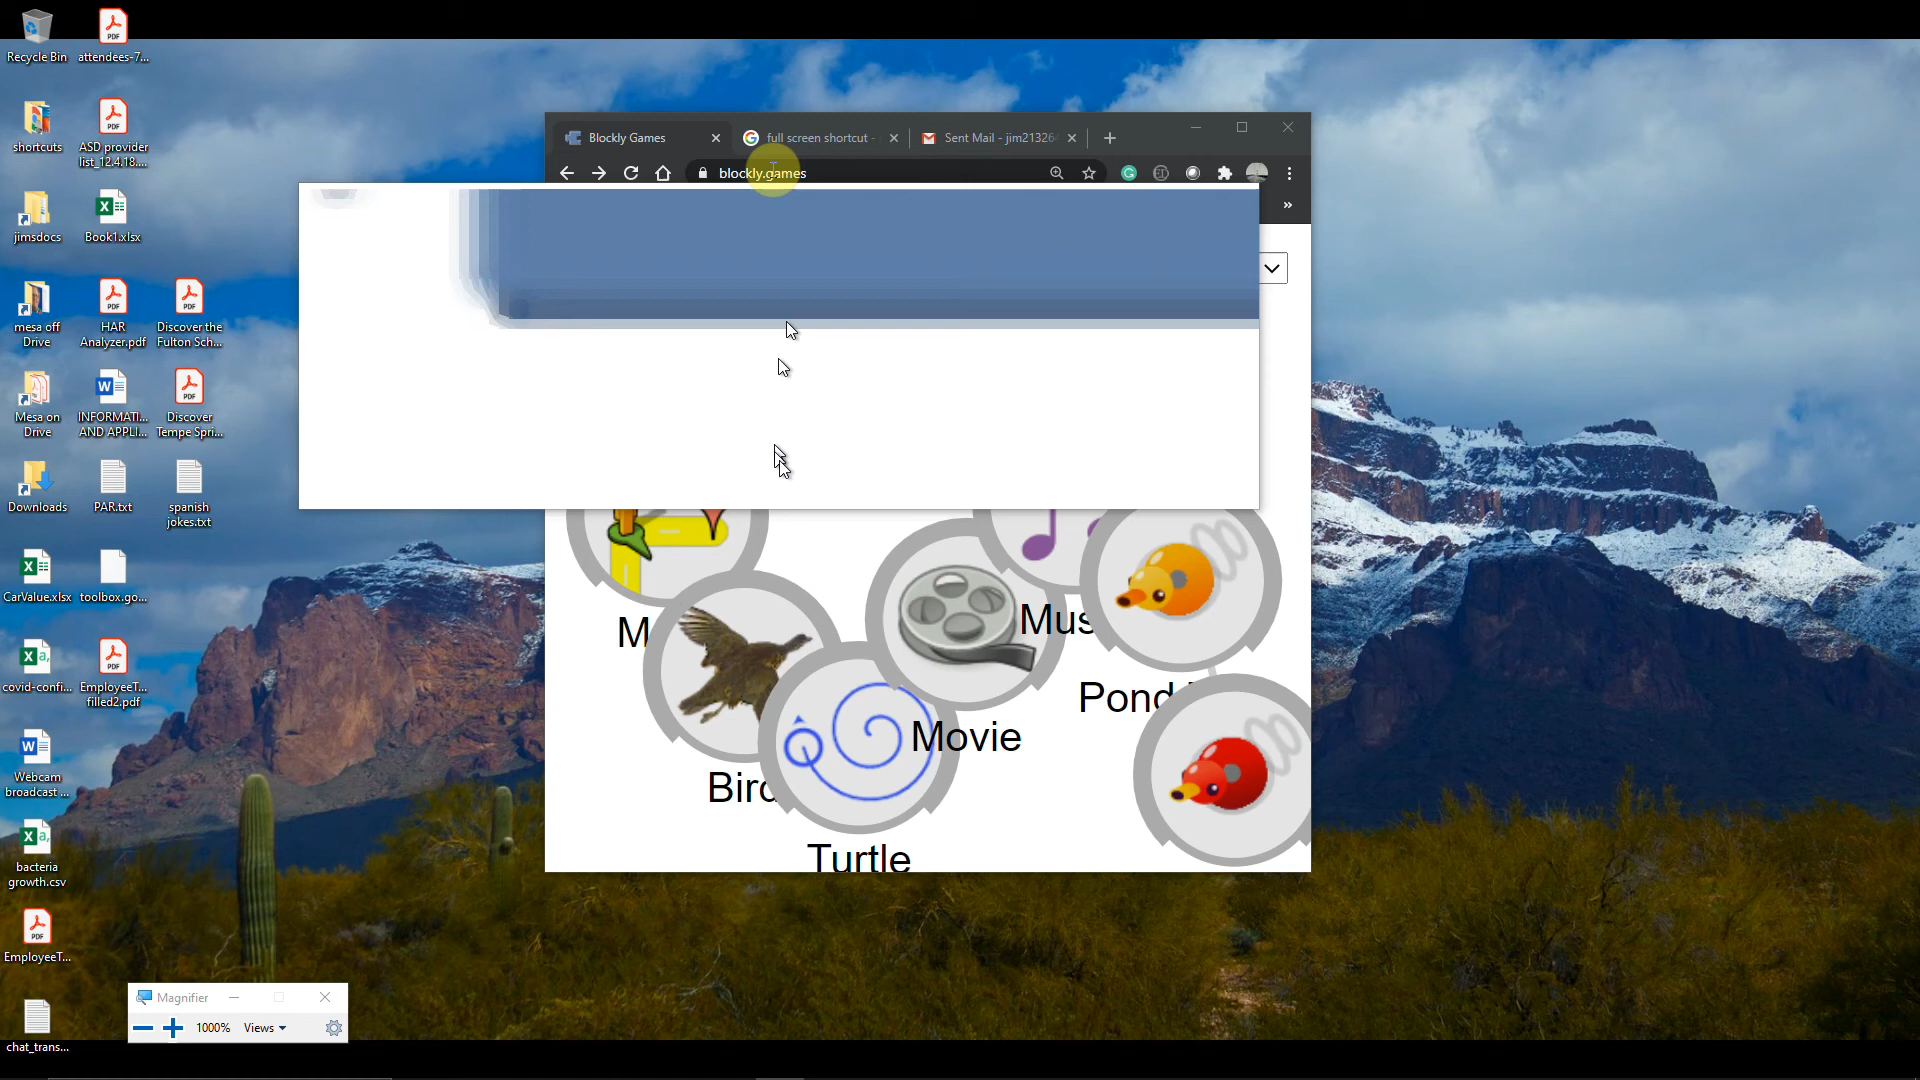 Recycle Bin
attendees-7...
shortcuts
ASD provider
list_12.4.18....
jimsdocs
Book1.xlsx
mesa off
Drive
HAR
Analyzer.pdf
Discover the
Fulton Sch...
Mesa on
Drive
INFORMATI...
AND APPLI...
Discover
Tempe Spri...
Downloads
PAR.txt
spanish
jokes.txt
CarValue.xlsx
toolbox.go...
covid-confi...
EmployeeT...
filled2.pdf
Webcam
broadcast ...
bacteria
growth.csv
EmployeeT...
chat_trans...
Blockly Games
full screen shortcut -
Sent Mail - jim21326
blockly.games
M
Bird
Turtle
Movie
Mus
Pond
Magnifier
1000%
Views